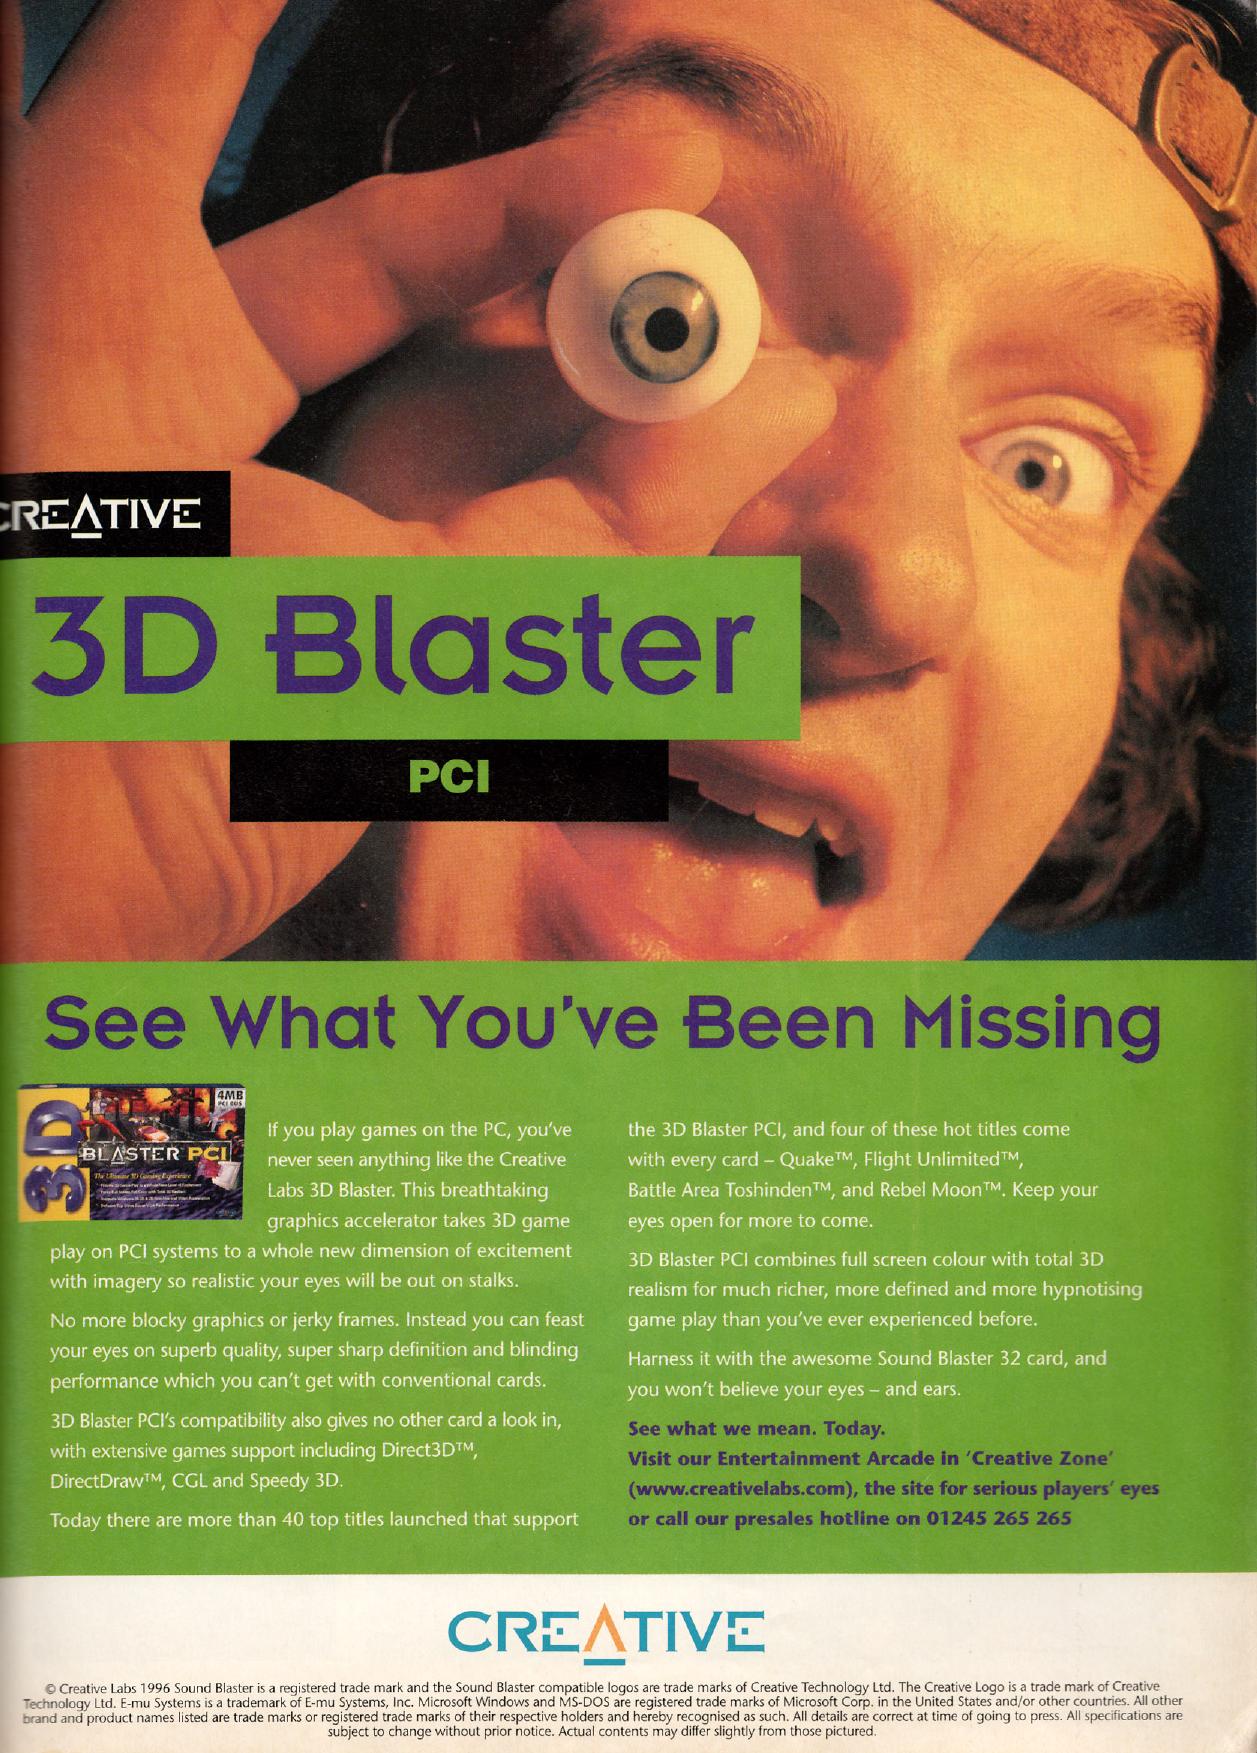 CREATIVE
3D Blaster
PCI
See What You've Been Missing
3D
4MB
PCI BUS
BLASTER PCI
The Ultimate 3D Gaming Experience
If you play games on the PC, you've
never seen anything like the Creative
Labs 3D Blaster. This breathtaking
graphics accelerator takes 3D game
play on PCI systems to a whole new dimension of excitement
with imagery so realistic your eyes will be out on stalks.
No more blocky graphics or jerky frames. Instead you can feast
your eyes on superb quality, super sharp definition and blinding
performance which you can't get with conventional cards.
3D Blaster PCI's compatibility also gives no other card a look in,
with extensive games support including Direct3D™,
DirectDraw™, CGL and Speedy 3D.
Today there are more than 40 top titles launched that support
the 3D Blaster PCI, and four of these hot titles come
with every card – Quake™, Flight Unlimited™,
Battle Area Toshinden™, and Rebel Moon™. Keep your
eyes open for more to come.
3D Blaster PCI combines full screen colour with total 3D
realism for much richer, more defined and more hypnotising
game play than you've ever experienced before.
Harness it with the awesome Sound Blaster 32 card, and
you won't believe your eyes – and ears.
See what we mean. Today.
Visit our Entertainment Arcade in 'Creative Zone'
(www.creativelabs.com), the site for serious players' eyes
or call our presales hotline on 01245 265 265
CREATIVE
© Creative Labs 1996 Sound Blaster is a registered trade mark and the Sound Blaster compatible logos are trade marks of Creative Technology Ltd. The Creative Logo is a trade mark of Creative
Technology Ltd. E-mu Systems is a trademark of E-mu Systems, Inc. Microsoft Windows and MS-DOS are registered trade marks of Microsoft Corp. in the United States and/or other countries. All other
brand and product names listed are trade marks or registered trade marks of their respective holders and hereby recognised as such. All details are correct at time of going to press. All specifications are
subject to change without prior notice. Actual contents may differ slightly from those pictured.